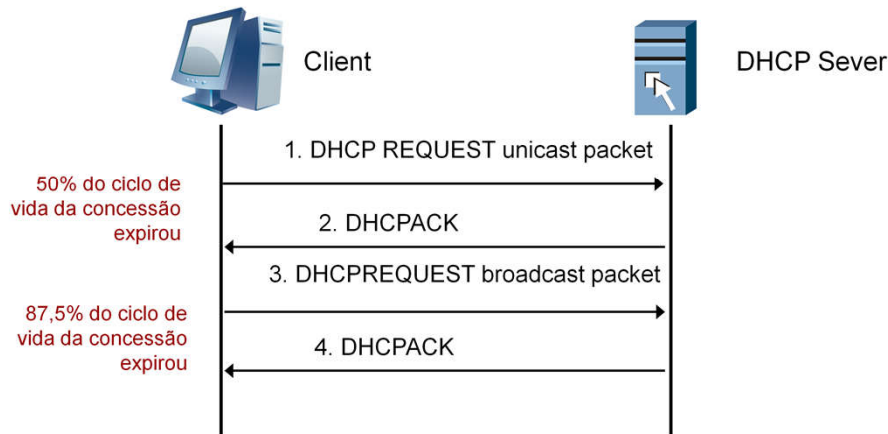 Client
DHCP Sever
1. DHCP REQUEST unicast packet
50% do ciclo de
vida da concessão
expirou
2. DHCPACK
3. DHCPREQUEST broadcast packet
87,5% do ciclo de
vida da concessão
expirou
4. DHCPACK